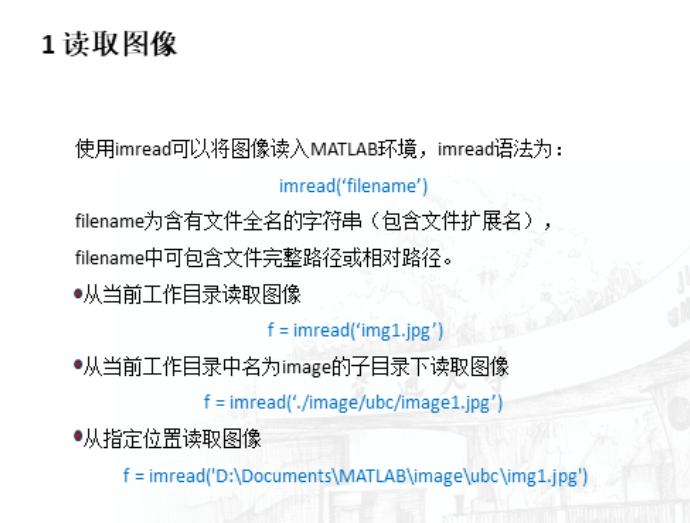 1 读取图像
使用imread可以将图像读入MATLAB环境，imread语法为：
imread(‘filename’)
filename为含有文件全名的字符串（包含文件扩展名），
filename中可包含文件完整路径或相对路径。
•从当前工作目录读取图像
f = imread(‘img1.jpg’)
•从当前工作目录中名为image的子目录下读取图像
f = imread(‘./image/ubc/image1.jpg’)
•从指定位置读取图像
f = imread('D:\Documents\MATLAB\image\ubc\img1.jpg')